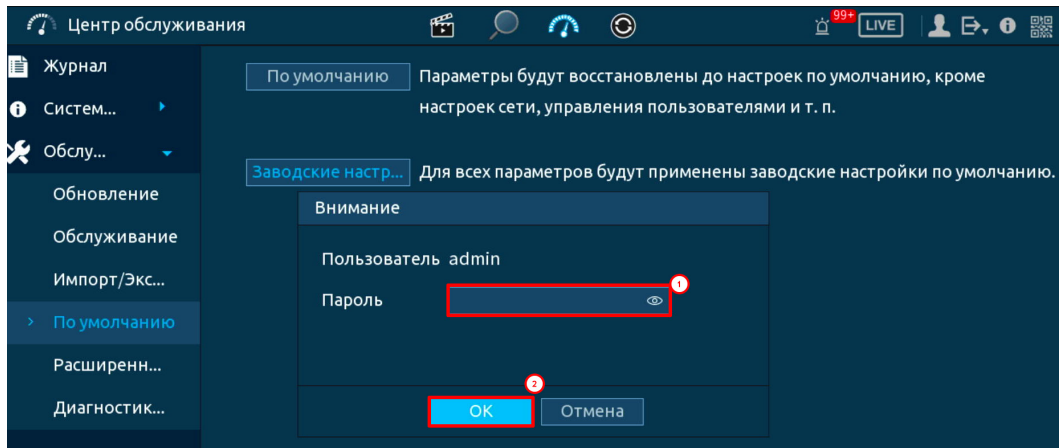 Центр обслуживания
99+
LIVE
Журнал
Систем...
Обслу...
Обновление
Обслуживание
Импорт/Экс...
По умолчанию
Расширенн...
Диагностик...
По умолчанию
Параметры будут восстановлены до настроек по умолчанию, кроме
настроек сети, управления пользователями и т. п.
Заводские настр...
Для всех параметров будут применены заводские настройки по умолчанию.
Внимание
Пользователь admin
Пароль
1
2
OK
Отмена